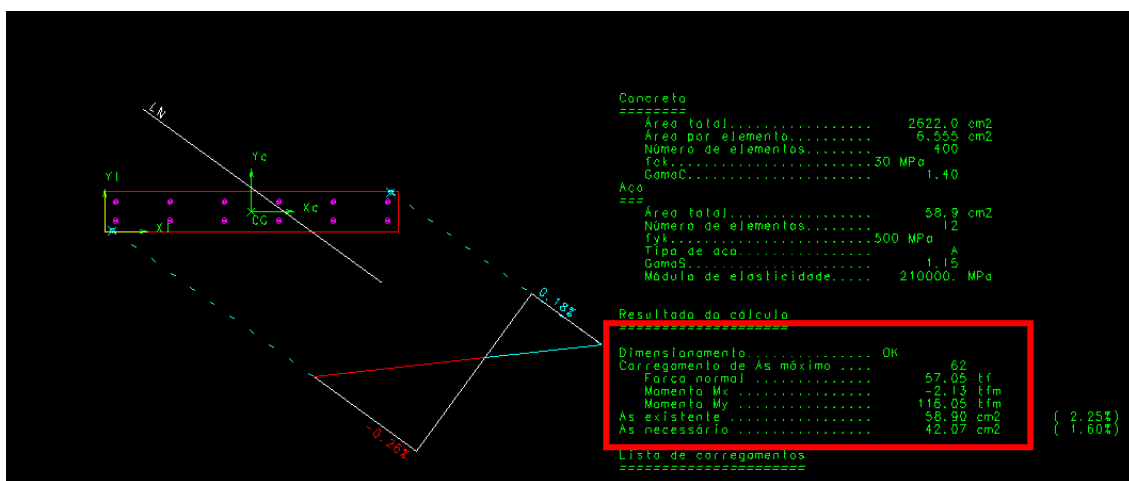 LN
Yc
Yl
Xc
CG
Xl
0.18%
-0.26%
Concreto
========
Área total................. 2622.0 cm2
Área por elemento.......... 6.555 cm2
Número de elementos........ 400
fck........................30 MPa
GamaC...................... 1.40
Aço
===
Área total................. 58.9 cm2
Número de elementos........ 12
fyk........................500 MPa
Tipo de aço................ A
GamaS...................... 1.15
Módulo de elasticidade..... 210000. MPa
Resultado do cálculo
====================
Dimensionamento............... OK
Carregamento de As máximo .... 62
Força normal .............. 57.05 tf
Momento Mx ................ -2.13 tfm
Momento My ................ 116.05 tfm
As existente ................. 58.90 cm2 ( 2.25%)
As necessário ................ 42.07 cm2 ( 1.60%)
Lista de carregamentos
======================